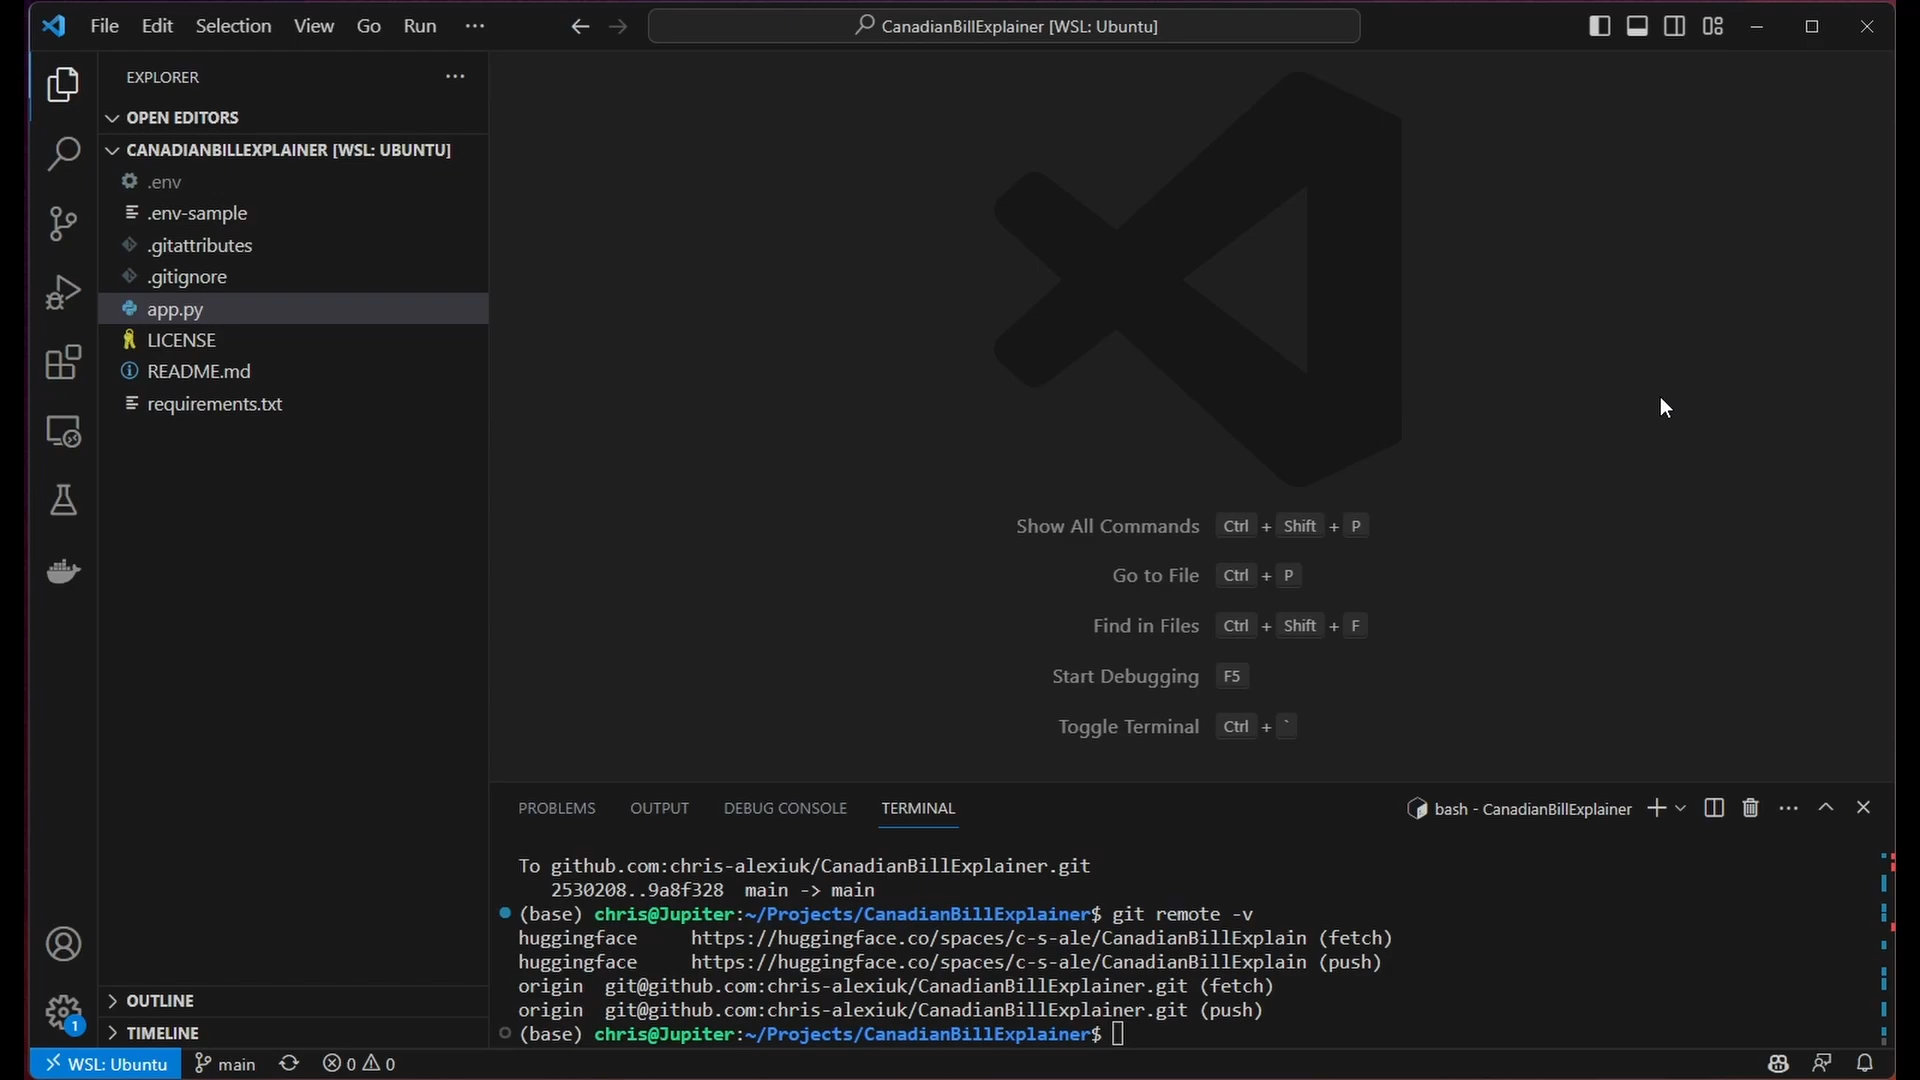 File Edit Selection View Go Run ···
CanadianBillExplainer [WSL: Ubuntu]
EXPLORER
OPEN EDITORS
CANADIANBILLEXPLAINER [WSL: UBUNTU]
.env
.env-sample
.gitattributes
.gitignore
app.py
LICENSE
README.md
requirements.txt
Show All Commands Ctrl + Shift + P
Go to File Ctrl + P
Find in Files Ctrl + Shift + F
Start Debugging F5
Toggle Terminal Ctrl + `
PROBLEMS OUTPUT DEBUG CONSOLE TERMINAL
bash - CanadianBillExplainer
To github.com:chris-alexiuk/CanadianBillExplainer.git
2530208..9a8f328 main -> main
(base) chris@Jupiter:~/Projects/CanadianBillExplainer$ git remote -v
huggingface https://huggingface.co/spaces/c-s-ale/CanadianBillExplain (fetch)
huggingface https://huggingface.co/spaces/c-s-ale/CanadianBillExplain (push)
origin git@github.com:chris-alexiuk/CanadianBillExplainer.git (fetch)
origin git@github.com:chris-alexiuk/CanadianBillExplainer.git (push)
(base) chris@Jupiter:~/Projects/CanadianBillExplainer$
OUTLINE
TIMELINE
1
WSL: Ubuntu main 0 0